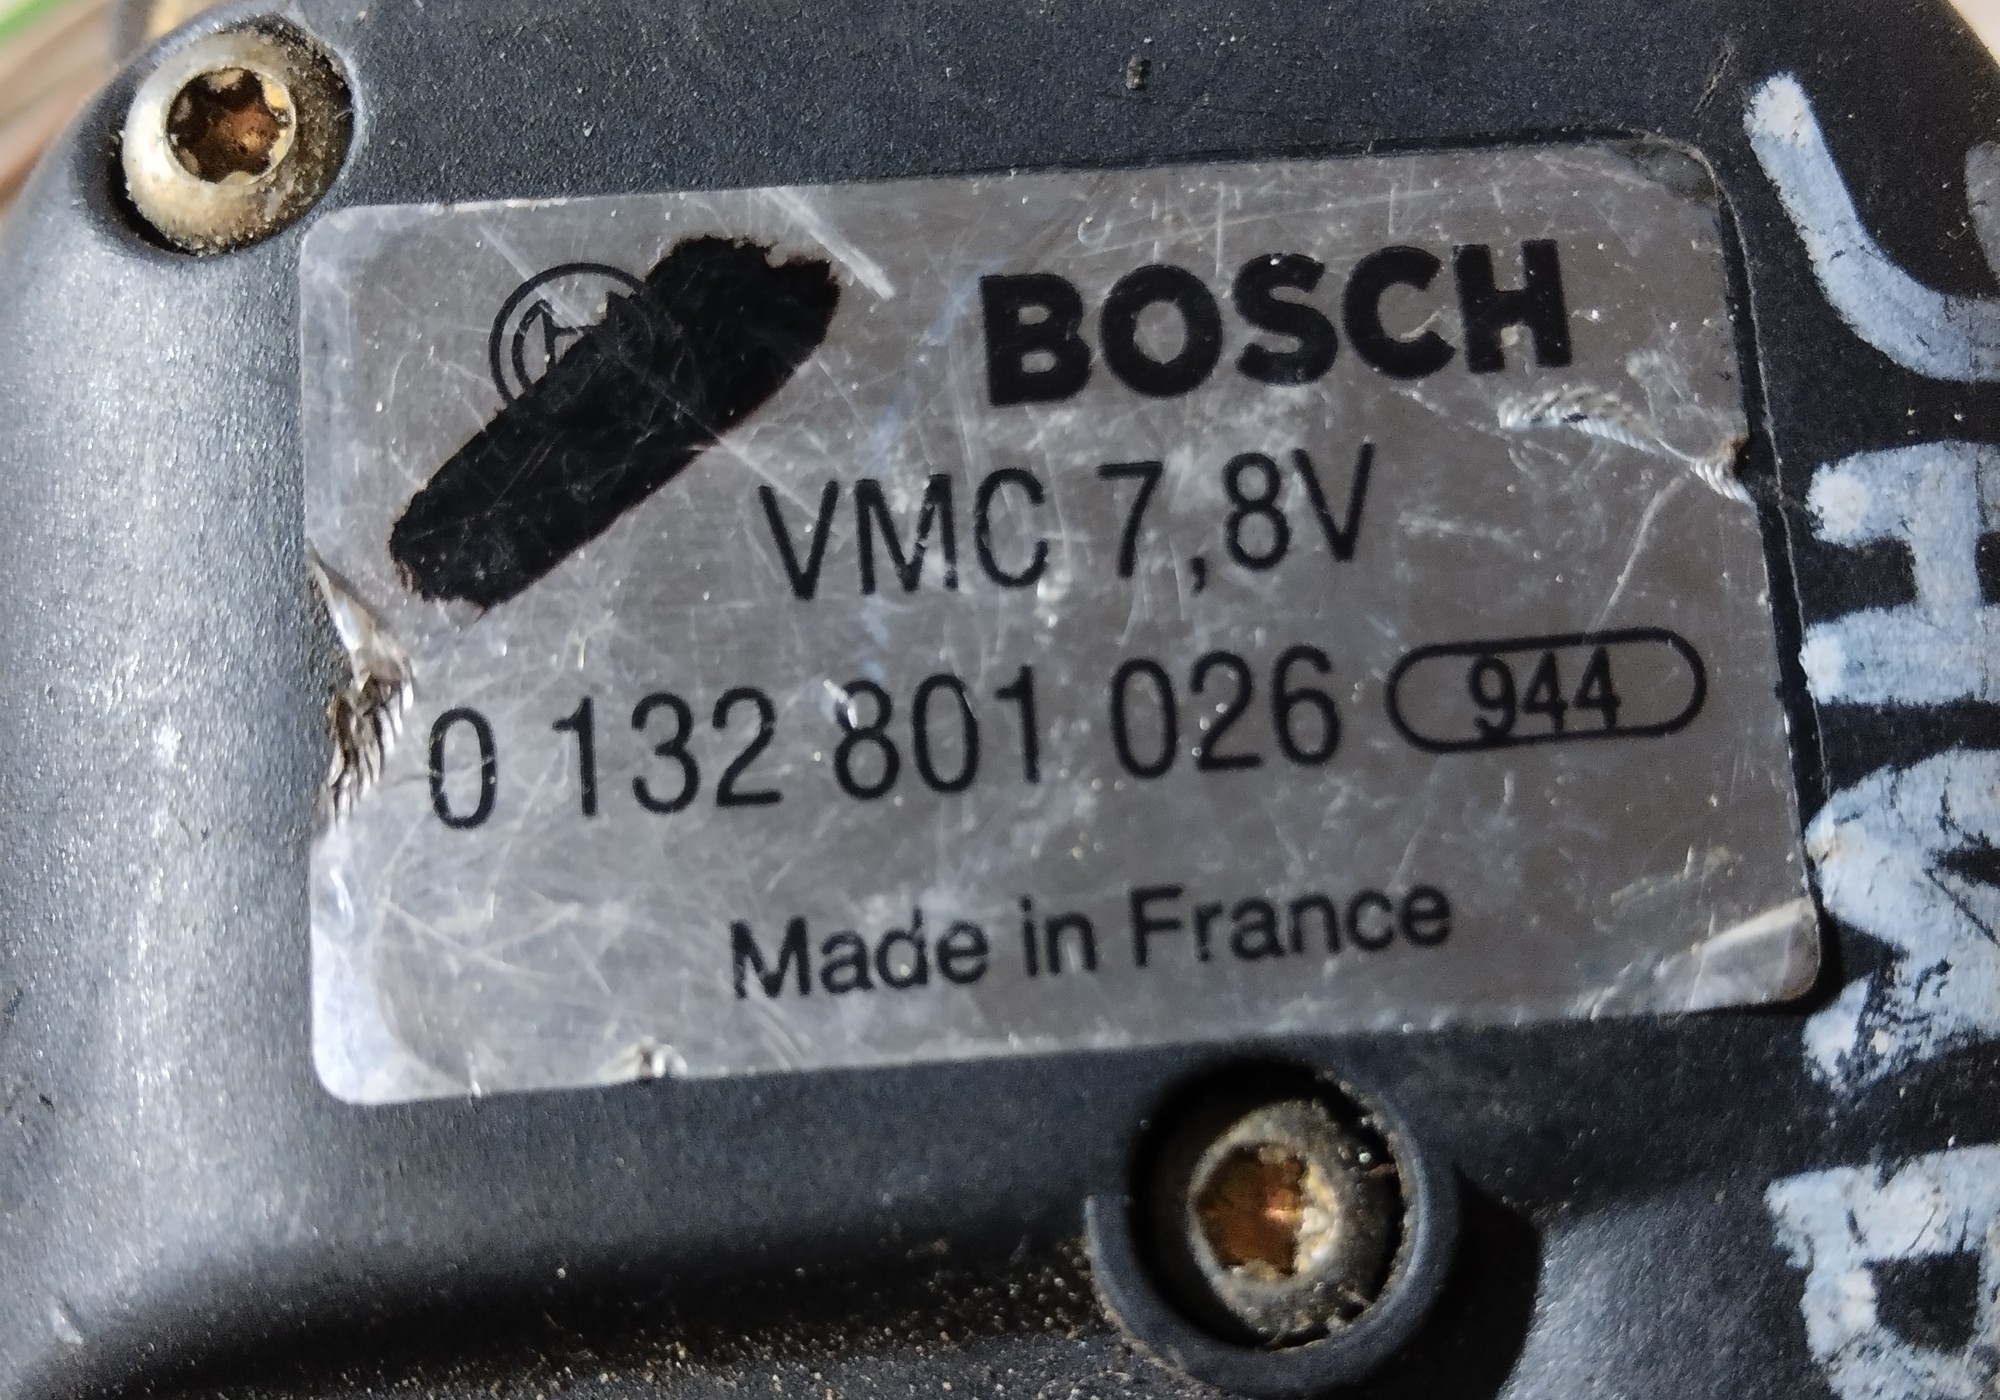 BOSCH
VMC 7,8V
0 132 801 026 944
Made in France